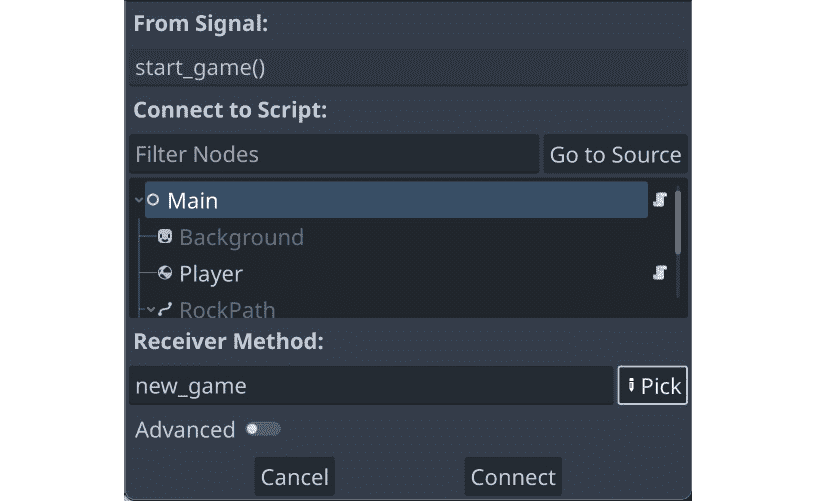 From Signal:
start_game()
Connect to Script:
Filter Nodes Go to Source
Main
Background
Player
RockPath
Receiver Method:
new_game Pick
Advanced
Cancel Connect